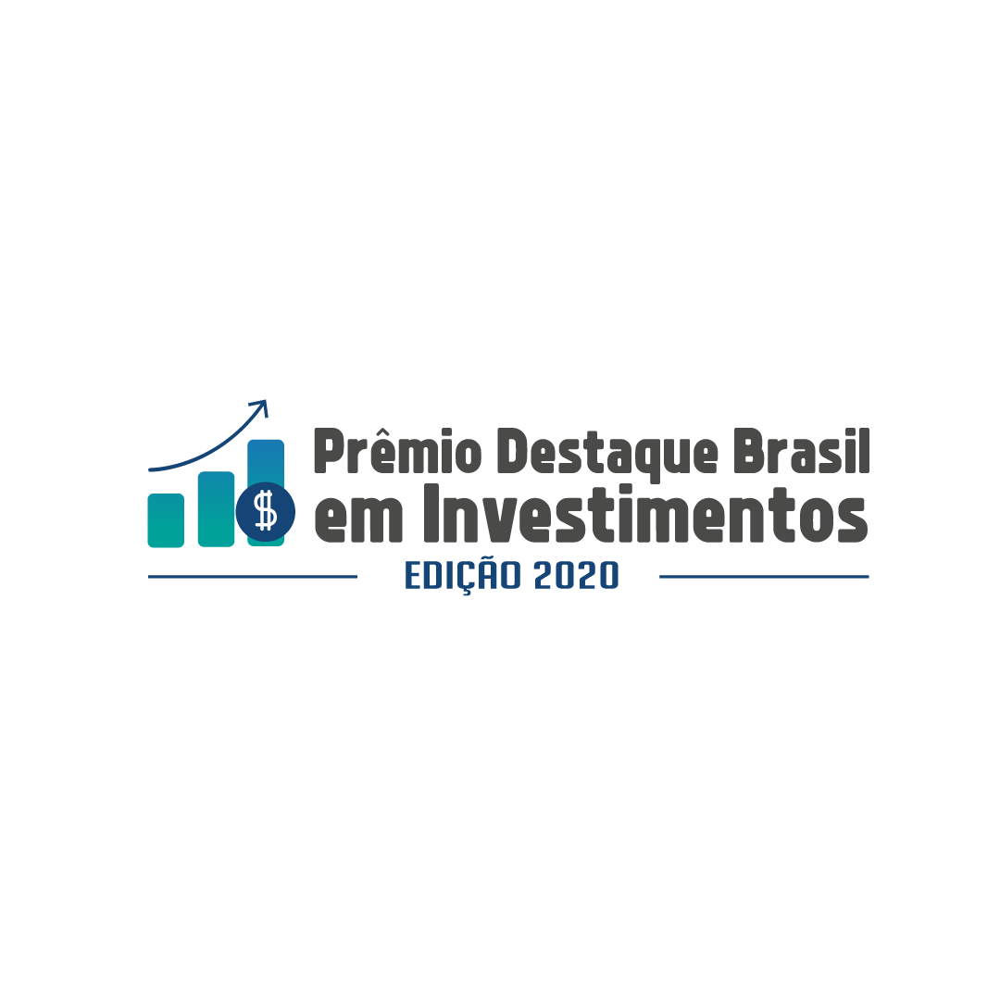 Prêmio Destaque Brasil
em Investimentos
EDIÇÃO 2020
$